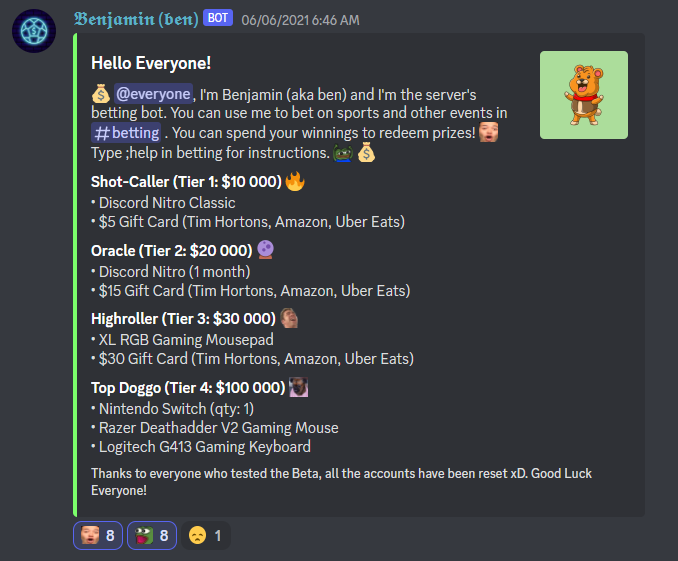 Benjamin (ben) BOT 06/06/2021 6:46 AM
Hello Everyone!
@everyone, I'm Benjamin (aka ben) and I'm the server's
betting bot. You can use me to bet on sports and other events in
#betting . You can spend your winnings to redeem prizes!
Type ;help in betting for instructions.
Shot-Caller (Tier 1: $10 000) 🔥
• Discord Nitro Classic
• $5 Gift Card (Tim Hortons, Amazon, Uber Eats)
Oracle (Tier 2: $20 000) 🔮
• Discord Nitro (1 month)
• $15 Gift Card (Tim Hortons, Amazon, Uber Eats)
Highroller (Tier 3: $30 000)
• XL RGB Gaming Mousepad
• $30 Gift Card (Tim Hortons, Amazon, Uber Eats)
Top Doggo (Tier 4: $100 000)
• Nintendo Switch (qty: 1)
• Razer Deathadder V2 Gaming Mouse
• Logitech G413 Gaming Keyboard
Thanks to everyone who tested the Beta, all the accounts have been reset xD. Good Luck
Everyone!
8 8 1